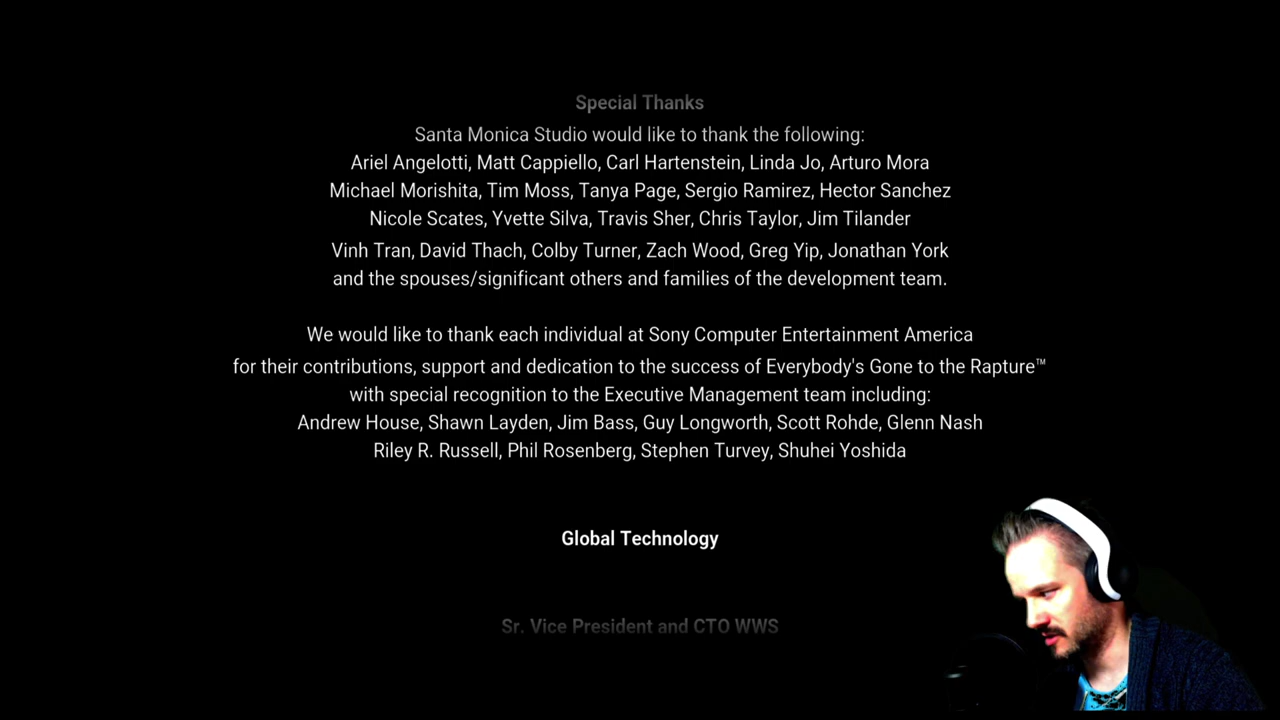 Special Thanks
Santa Monica Studio would like to thank the following:
Ariel Angelotti, Matt Cappiello, Carl Hartenstein, Linda Jo, Arturo Mora
Michael Morishita, Tim Moss, Tanya Page, Sergio Ramirez, Hector Sanchez
Nicole Scates, Yvette Silva, Travis Sher, Chris Taylor, Jim Tilander
Vinh Tran, David Thach, Colby Turner, Zach Wood, Greg Yip, Jonathan York
and the spouses/significant others and families of the development team.
We would like to thank each individual at Sony Computer Entertainment America
for their contributions, support and dedication to the success of Everybody's Gone to the Rapture™
with special recognition to the Executive Management team including:
Andrew House, Shawn Layden, Jim Bass, Guy Longworth, Scott Rohde, Glenn Nash
Riley R. Russell, Phil Rosenberg, Stephen Turvey, Shuhei Yoshida
Global Technology
Sr. Vice President and CTO WWS